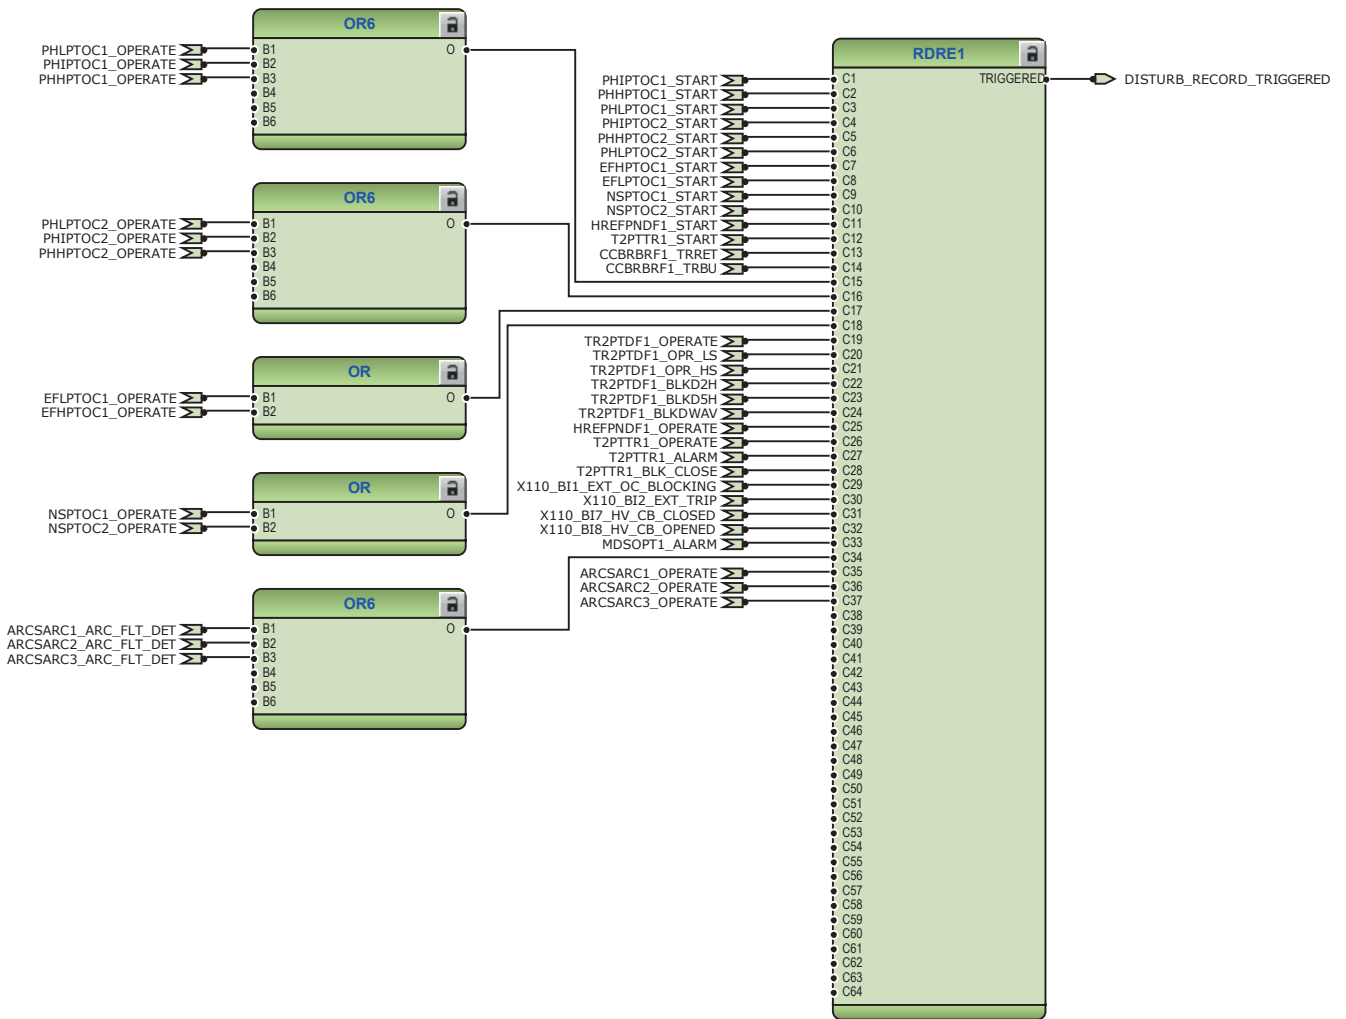 OR6
PHLPTOC1_OPERATE B1 O
PHIPTOC1_OPERATE B2
PHHPTOC1_OPERATE B3
B4
B5
B6
OR6
PHLPTOC2_OPERATE B1 O
PHIPTOC2_OPERATE B2
PHHPTOC2_OPERATE B3
B4
B5
B6
OR
EFLPTOC1_OPERATE B1 O
EFHPTOC1_OPERATE B2
OR
NSPTOC1_OPERATE B1 O
NSPTOC2_OPERATE B2
OR6
ARCSARC1_ARC_FLT_DET B1 O
ARCSARC2_ARC_FLT_DET B2
ARCSARC3_ARC_FLT_DET B3
B4
B5
B6
RDRE1
PHIPTOC1_START C1 TRIGGERED DISTURB_RECORD_TRIGGERED
PHHPTOC1_START C2
PHLPTOC1_START C3
PHIPTOC2_START C4
PHHPTOC2_START C5
PHLPTOC2_START C6
EFHPTOC1_START C7
EFLPTOC1_START C8
NSPTOC1_START C9
NSPTOC2_START C10
HREFPNDF1_START C11
T2PTTR1_START C12
CCBRBRF1_TRRET C13
CCBRBRF1_TRBU C14
C15
C16
C17
C18
TR2PTDF1_OPERATE C19
TR2PTDF1_OPR_LS C20
TR2PTDF1_OPR_HS C21
TR2PTDF1_BLKD2H C22
TR2PTDF1_BLKD5H C23
TR2PTDF1_BLKDWAV C24
HREFPNDF1_OPERATE C25
T2PTTR1_OPERATE C26
T2PTTR1_ALARM C27
T2PTTR1_BLK_CLOSE C28
X110_BI1_EXT_OC_BLOCKING C29
X110_BI2_EXT_TRIP C30
X110_BI7_HV_CB_CLOSED C31
X110_BI8_HV_CB_OPENED C32
MDSOPT1_ALARM C33
C34
ARCSARC1_OPERATE C35
ARCSARC2_OPERATE C36
ARCSARC3_OPERATE C37
C38
C39
C40
C41
C42
C43
C44
C45
C46
C47
C48
C49
C50
C51
C52
C53
C54
C55
C56
C57
C58
C59
C60
C61
C62
C63
C64